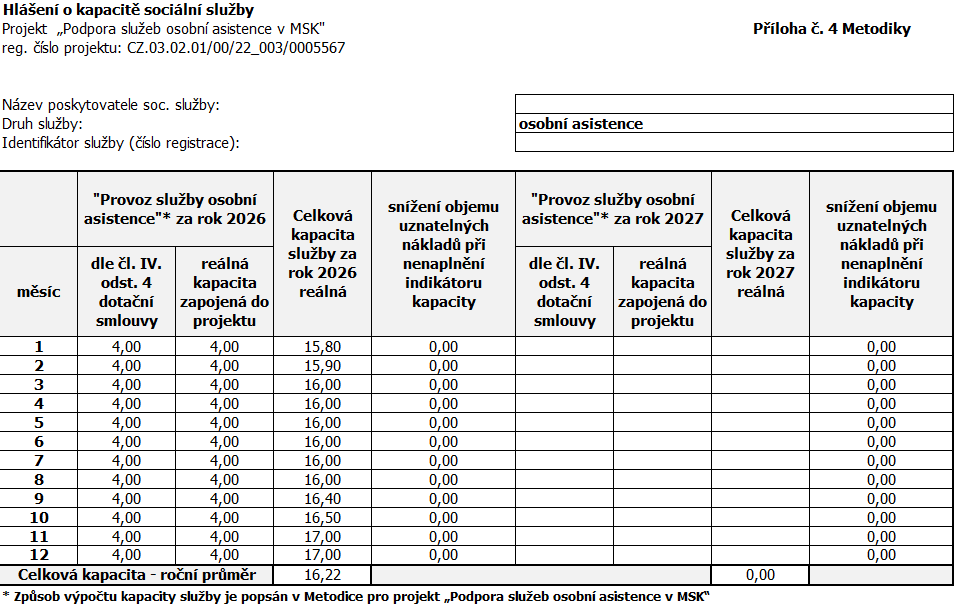 Hlášení o kapacitě sociální služby
Projekt „Podpora služeb osobní asistence v MSK"
Příloha č. 4 Metodiky
reg. číslo projektu: CZ.03.02.01/00/22_003/0005567
Název poskytovatele soc. služby:
Druh služby: osobní asistence
Identifikátor služby (číslo registrace):
měsíc
"Provoz služby osobní
asistence"* za rok 2026
dle čl. IV.
odst. 4
dotační
smlouvy
reálná
kapacita
zapojená do
projektu
Celková
kapacita
služby za
rok 2026
reálná
snížení objemu
uznatelných
nákladů při
nenaplnění
indikátoru
kapacity
"Provoz služby osobní
asistence"* za rok 2027
dle čl. IV.
odst. 4
dotační
smlouvy
reálná
kapacita
zapojená do
projektu
Celková
kapacita
služby za
rok 2027
reálná
snížení objemu
uznatelných
nákladů při
nenaplnění
indikátoru
kapacity
1 4,00 4,00 15,80 0,00 0,00
2 4,00 4,00 15,90 0,00 0,00
3 4,00 4,00 16,00 0,00 0,00
4 4,00 4,00 16,00 0,00 0,00
5 4,00 4,00 16,00 0,00 0,00
6 4,00 4,00 16,00 0,00 0,00
7 4,00 4,00 16,00 0,00 0,00
8 4,00 4,00 16,00 0,00 0,00
9 4,00 4,00 16,40 0,00 0,00
10 4,00 4,00 16,50 0,00 0,00
11 4,00 4,00 17,00 0,00 0,00
12 4,00 4,00 17,00 0,00 0,00
Celková kapacita - roční průměr 16,22 0,00
* Způsob výpočtu kapacity služby je popsán v Metodice pro projekt „Podpora služeb osobní asistence v MSK“